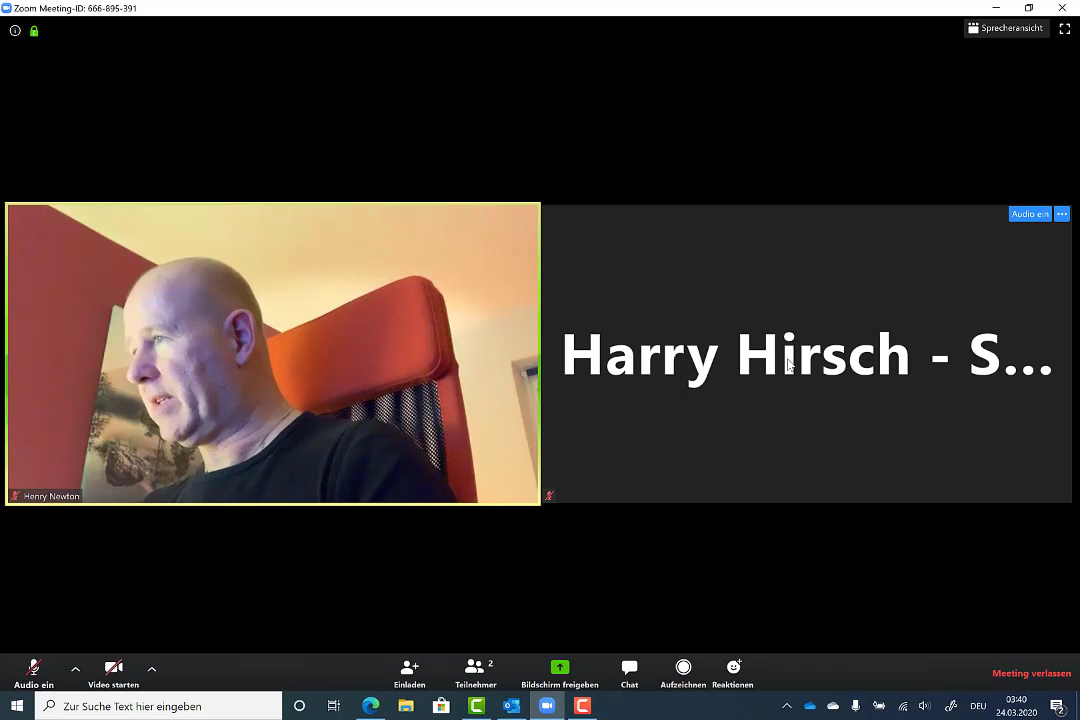 Zoom Meeting-ID: 666-895-391
Sprecheransicht
Audio ein
Harry Hirsch - S...
Henry Newton
Audio ein
Video starten
Einladen
Teilnehmer
2
Bildschirm freigeben
Chat
Aufzeichnen
Reaktionen
Meeting verlassen
Zur Suche Text hier eingeben
DEU
03:40
24.03.2020
2